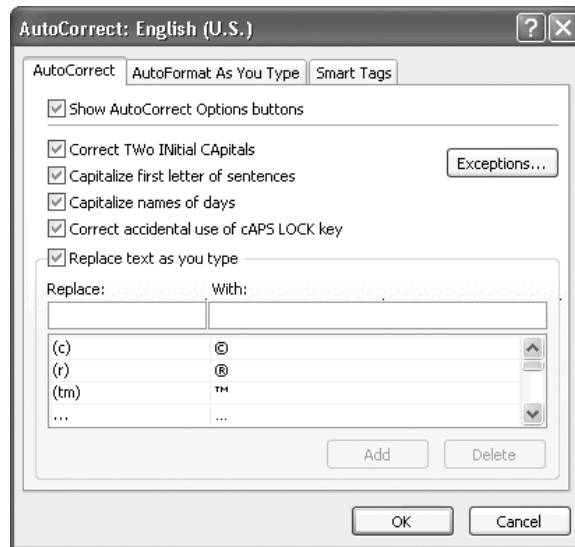 AutoCorrect: English (U.S.)
AutoCorrect AutoFormat As You Type Smart Tags
Show AutoCorrect Options buttons
Correct TWo INitial CApitals
Exceptions...
Capitalize first letter of sentences
Capitalize names of days
Correct accidental use of cAPS LOCK key
Replace text as you type
Replace: With:
(c) ©
(r) ®
(tm) ™
... …
Add Delete
OK Cancel